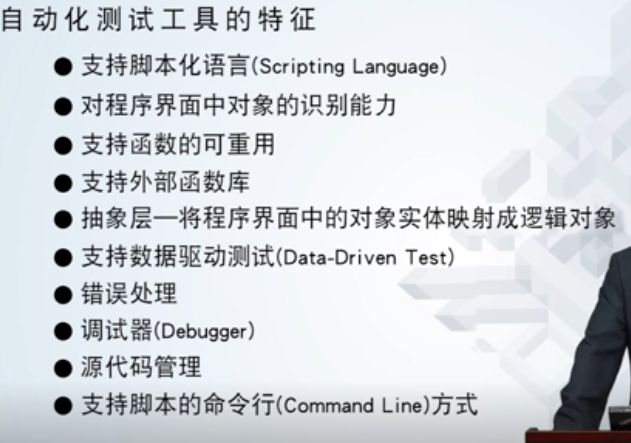 自动化测试工具的特征
● 支持脚本化语言(Scripting Language)
● 对程序界面中对象的识别能力
● 支持函数的可重用
● 支持外部函数库
● 抽象层—将程序界面中的对象实体映射成逻辑对象
● 支持数据驱动测试(Data-Driven Test)
● 错误处理
● 调试器(Debugger)
● 源代码管理
● 支持脚本的命令行(Command Line)方式